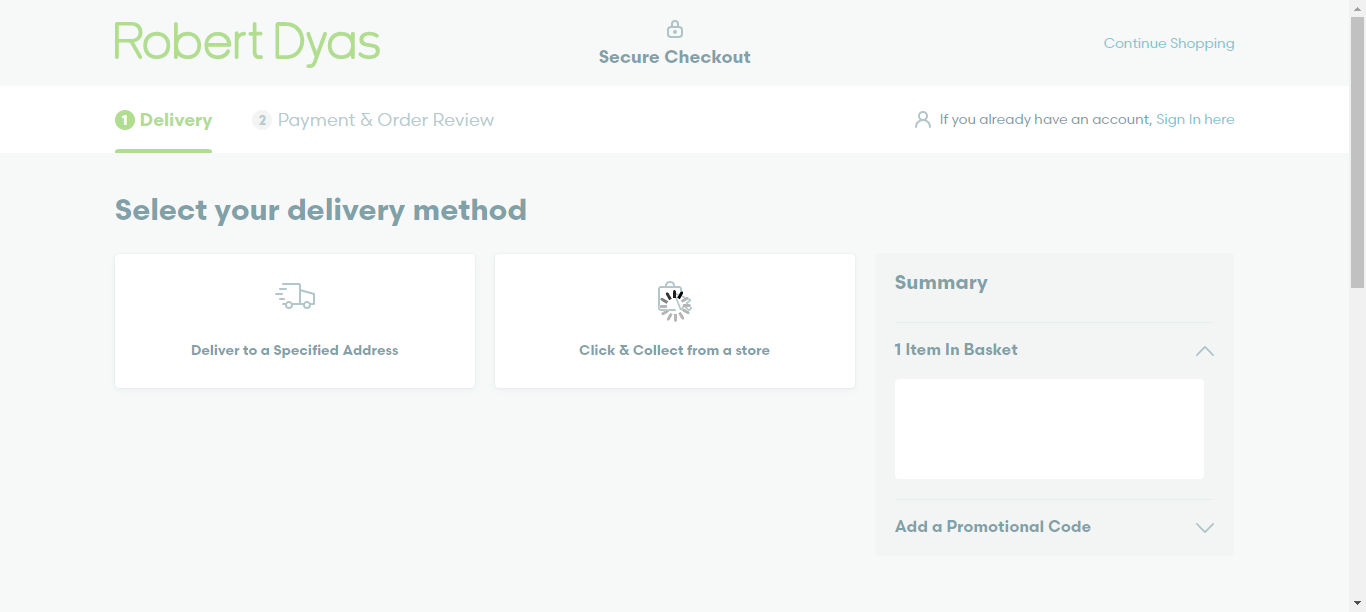 Robert Dyas
Secure Checkout
Continue Shopping
1 Delivery
2 Payment & Order Review
If you already have an account, Sign In here
Select your delivery method
Deliver to a Specified Address
Click & Collect from a store
Summary
1 Item In Basket
Add a Promotional Code